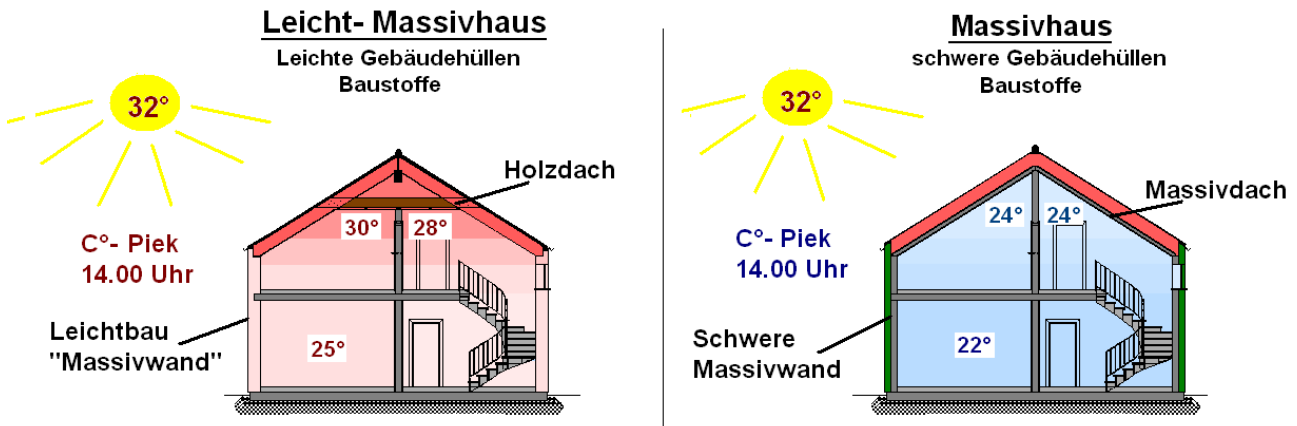 Leicht- Massivhaus
Leichte Gebäudehüllen
Baustoffe
32°
Holzdach
30°
28°
C°- Piek
14.00 Uhr
Leichtbau
"Massivwand"
25°
Massivhaus
schwere Gebäudehüllen
Baustoffe
32°
Massivdach
24°
24°
C°- Piek
14.00 Uhr
Schwere
Massivwand
22°